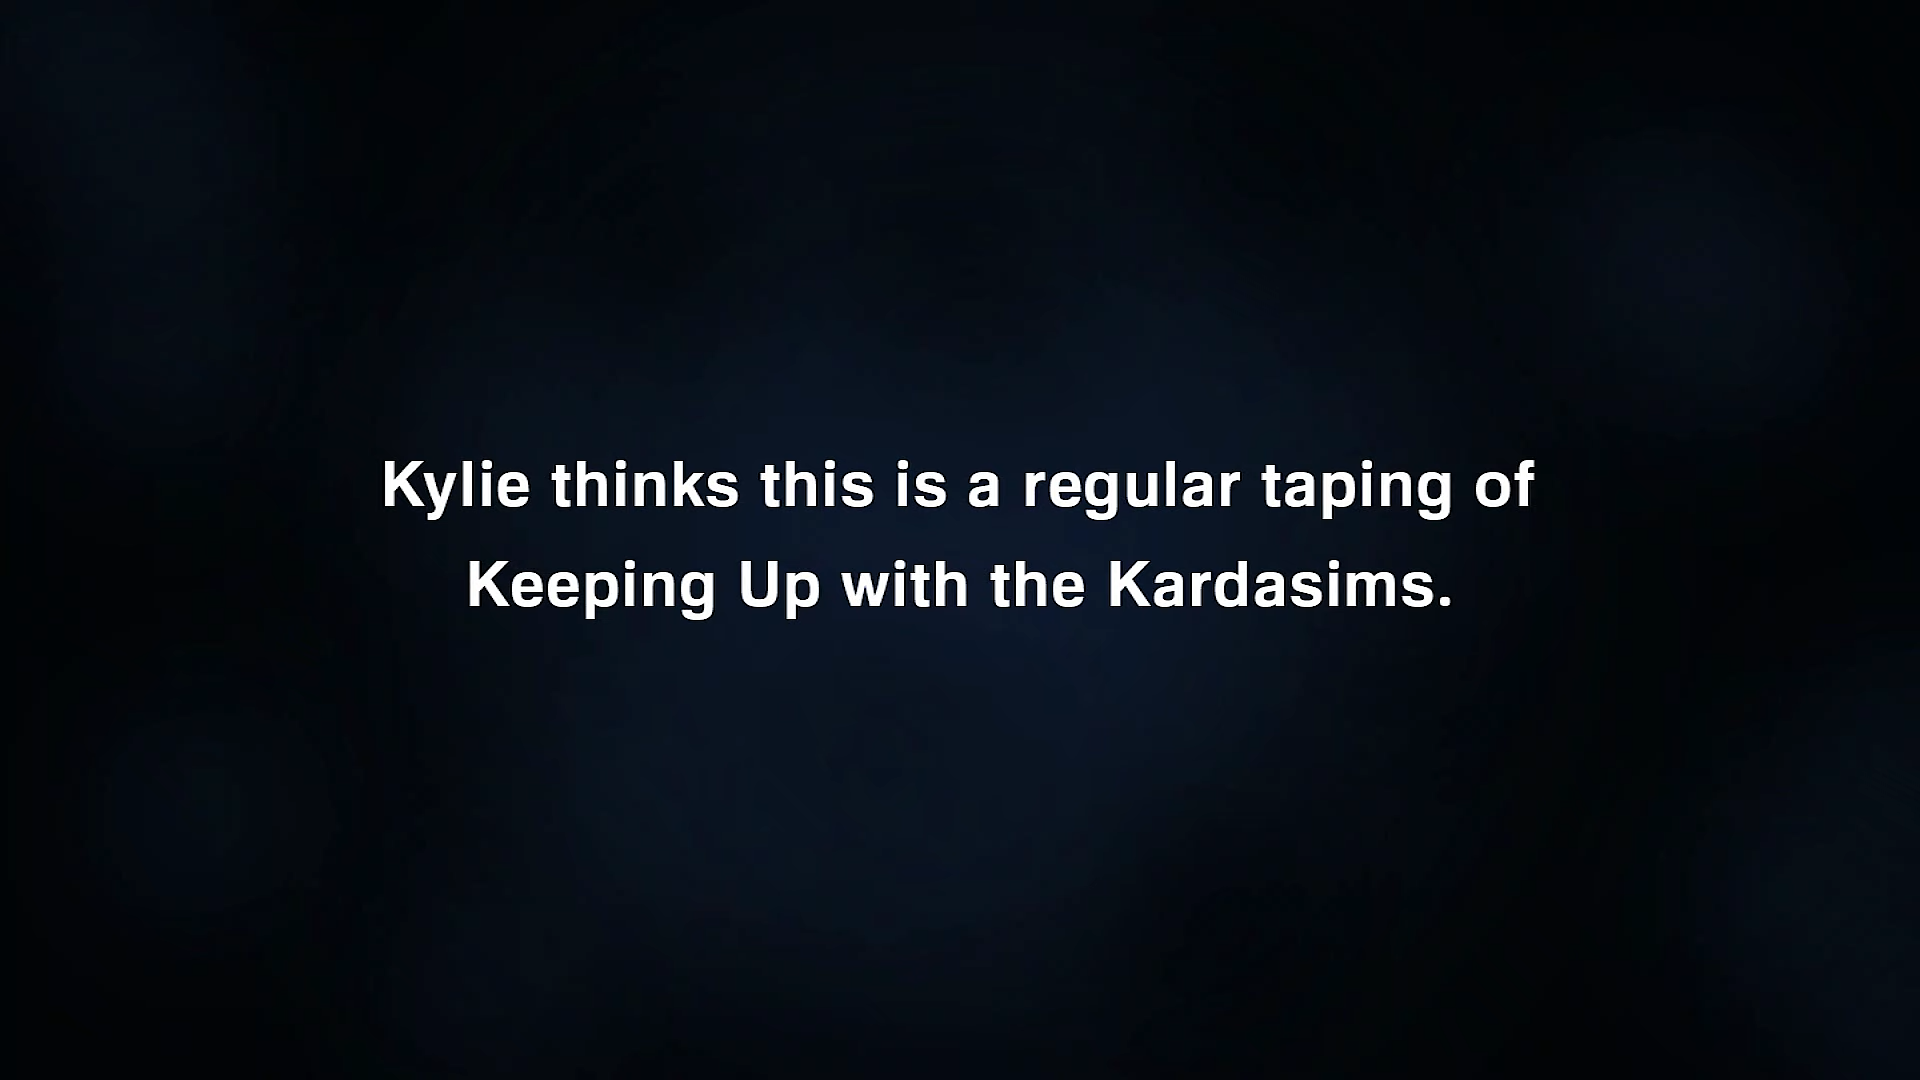 Kylie thinks this is a regular taping of
Keeping Up with the Kardasims.